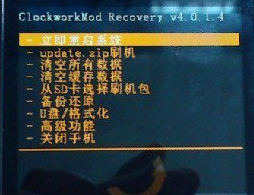 ClockworkMod Recovery v4.0.1.4
- 立即重启系统
- update.zip刷机
- 清空所有数据
- 清空缓存数据
- 从SD卡选择刷机包
- 备份还原
- U盘/格式化
- 高级功能
- 关闭手机